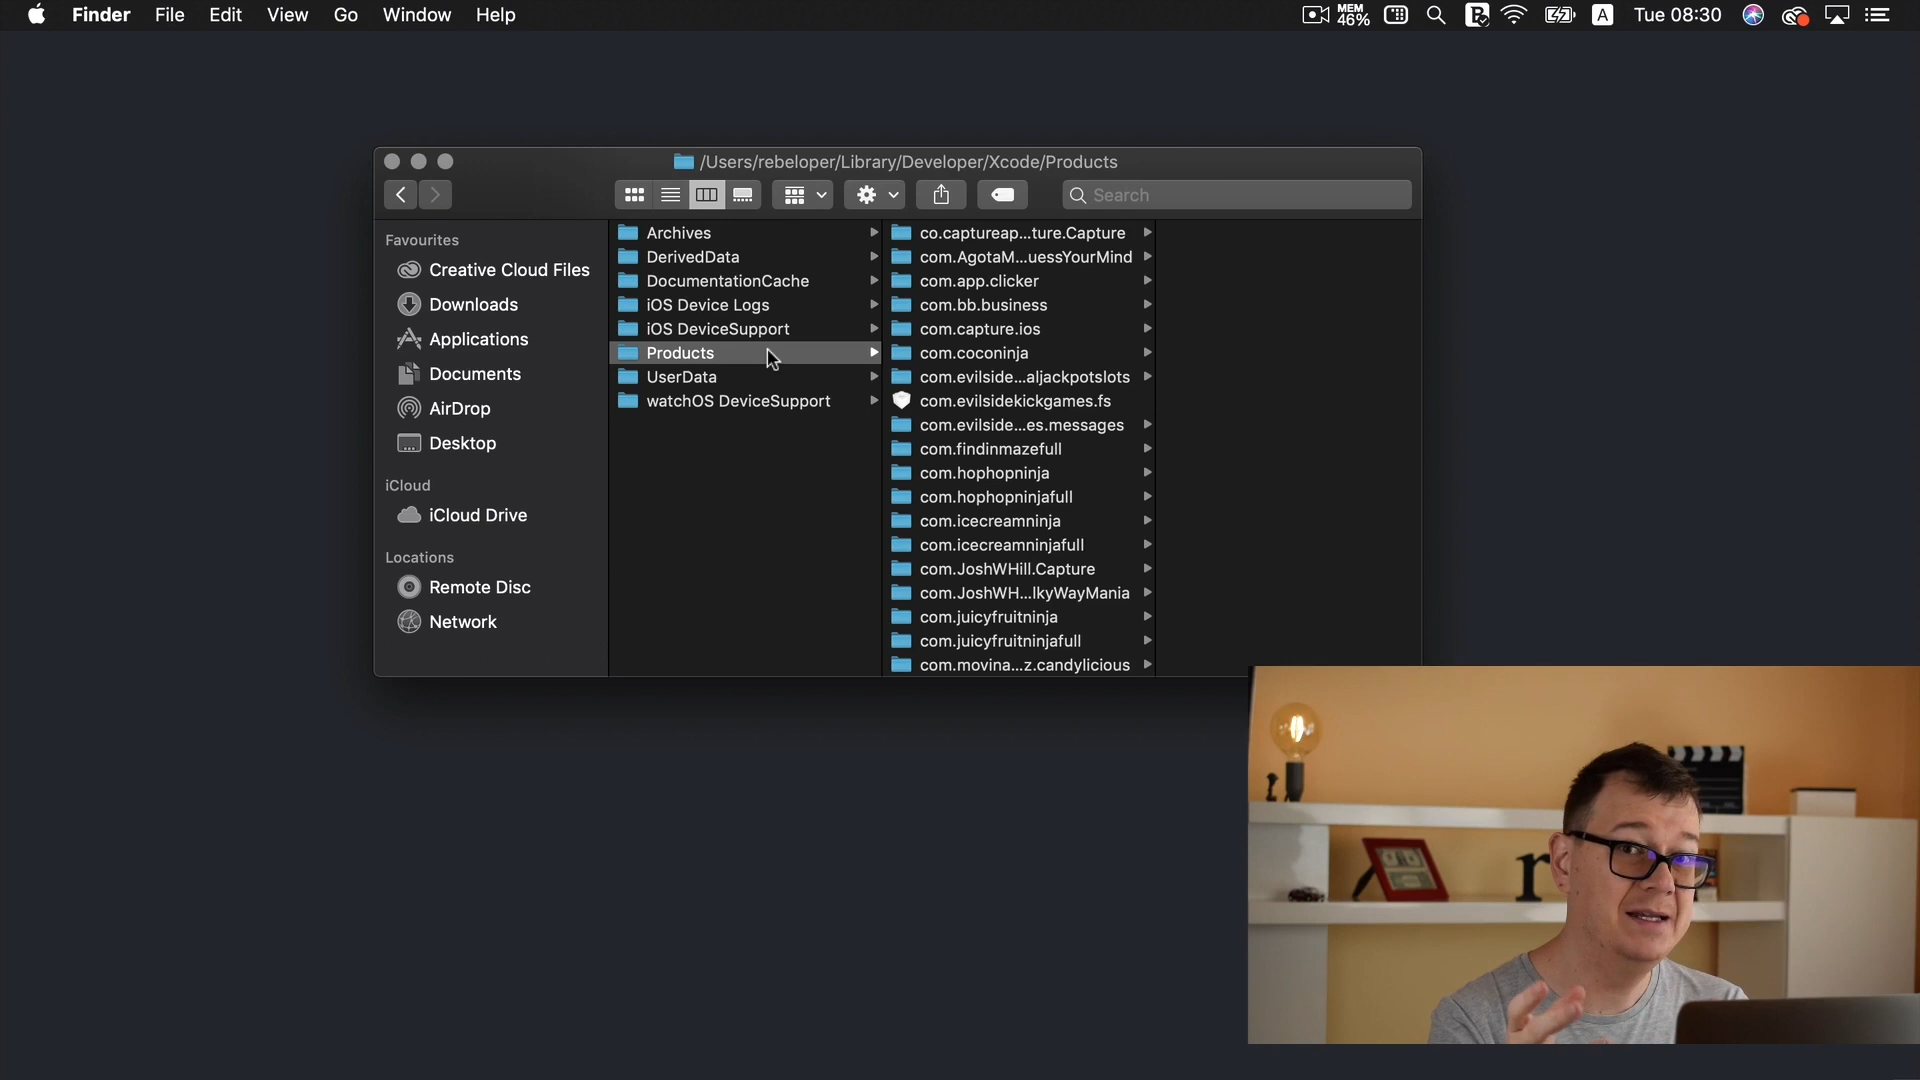 Finder File Edit View Go Window Help MEM 46% A Tue 08:30
/Users/rebeloper/Library/Developer/Xcode/Products
Search
Favourites
Creative Cloud Files
Downloads
Applications
Documents
AirDrop
Desktop
iCloud
iCloud Drive
Locations
Remote Disc
Network
Archives
DerivedData
DocumentationCache
iOS Device Logs
iOS DeviceSupport
Products
UserData
watchOS DeviceSupport
co.captureap...ture.Capture
com.AgotaM...uessYourMind
com.app.clicker
com.bb.business
com.capture.ios
com.coconinja
com.evilside...aljackpotslots
com.evilsidekickgames.fs
com.evilside...es.messages
com.findinmazefull
com.hophopninja
com.hophopninjafull
com.icecreamninja
com.icecreamninjafull
com.JoshWHill.Capture
com.JoshWH...lkyWayMania
com.juicyfruitninja
com.juicyfruitninjafull
com.movina...z.candylicious
r